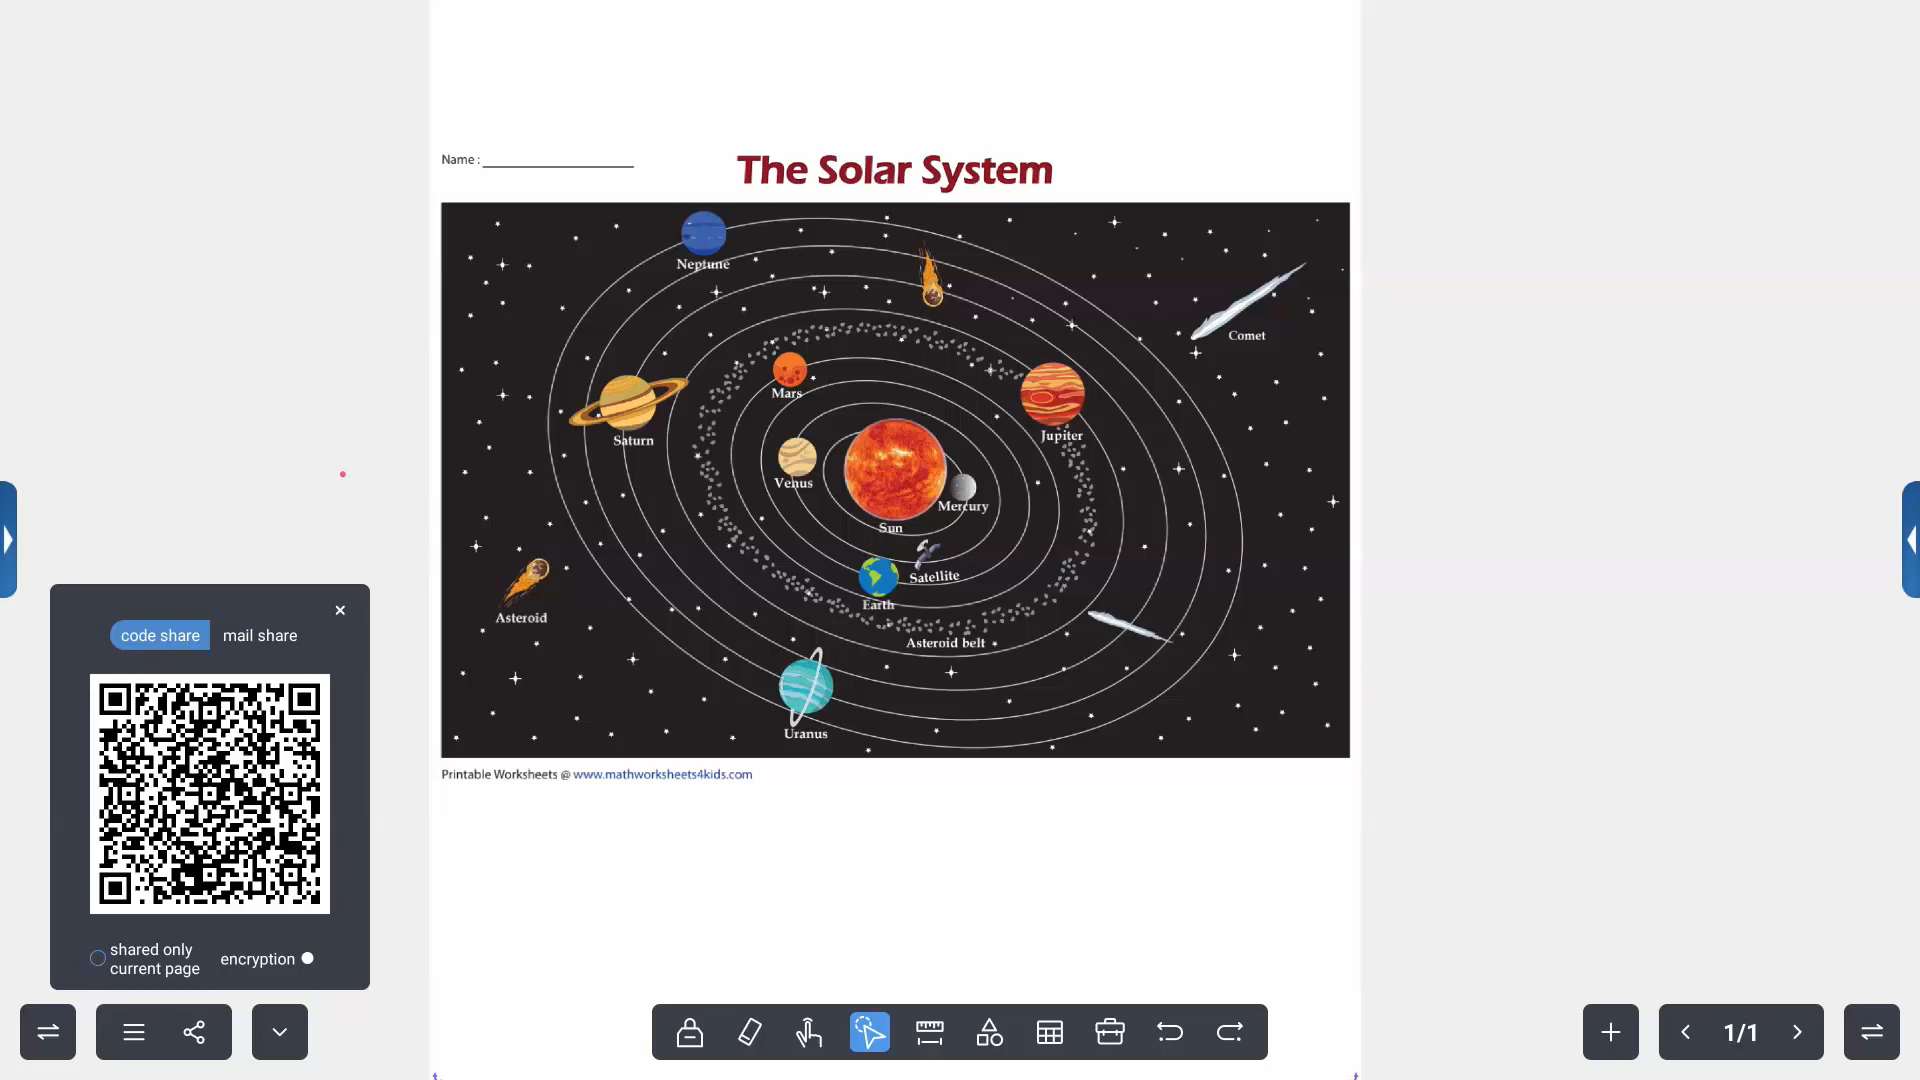 Name :
The Solar System
Neptune
Comet
Mars
Saturn
Jupiter
Venus
Mercury
Sun
Satellite
Earth
Asteroid
Asteroid belt
Uranus
Printable Worksheets @ www.mathworksheets4kids.com
code share mail share
shared only
current page
encryption
1/1